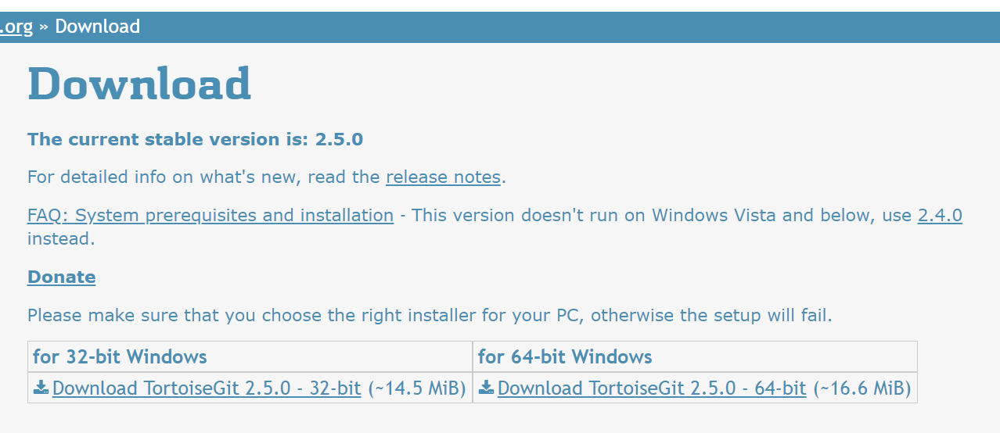 .org » Download
Download
The current stable version is: 2.5.0
For detailed info on what's new, read the release notes.
FAQ: System prerequisites and installation - This version doesn't run on Windows Vista and below, use 2.4.0
instead.
Donate
Please make sure that you choose the right installer for your PC, otherwise the setup will fail.
for 32-bit Windows for 64-bit Windows
Download TortoiseGit 2.5.0 - 32-bit (~14.5 MiB) Download TortoiseGit 2.5.0 - 64-bit (~16.6 MiB)